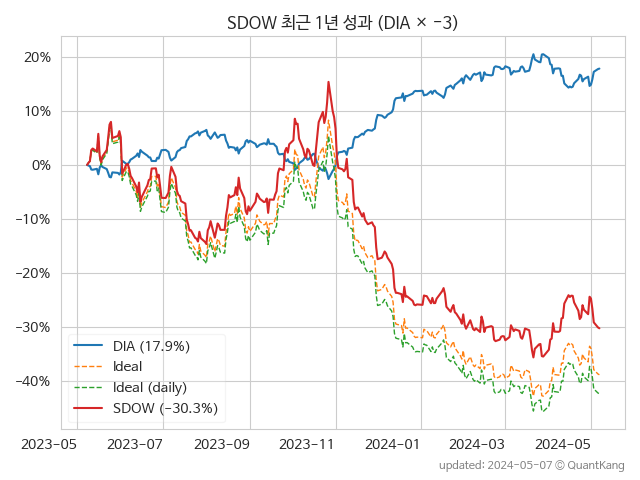 SDOW 최근 1년 성과 (DIA × −3)
20%
10%
0%
−10%
−20%
−30%
−40%
DIA (17.9%)
Ideal
Ideal (daily)
SDOW (−30.3%)
2023−05 2023−07 2023−09 2023−11 2024−01 2024−03 2024−05
updated: 2024−05−07 © QuantKang